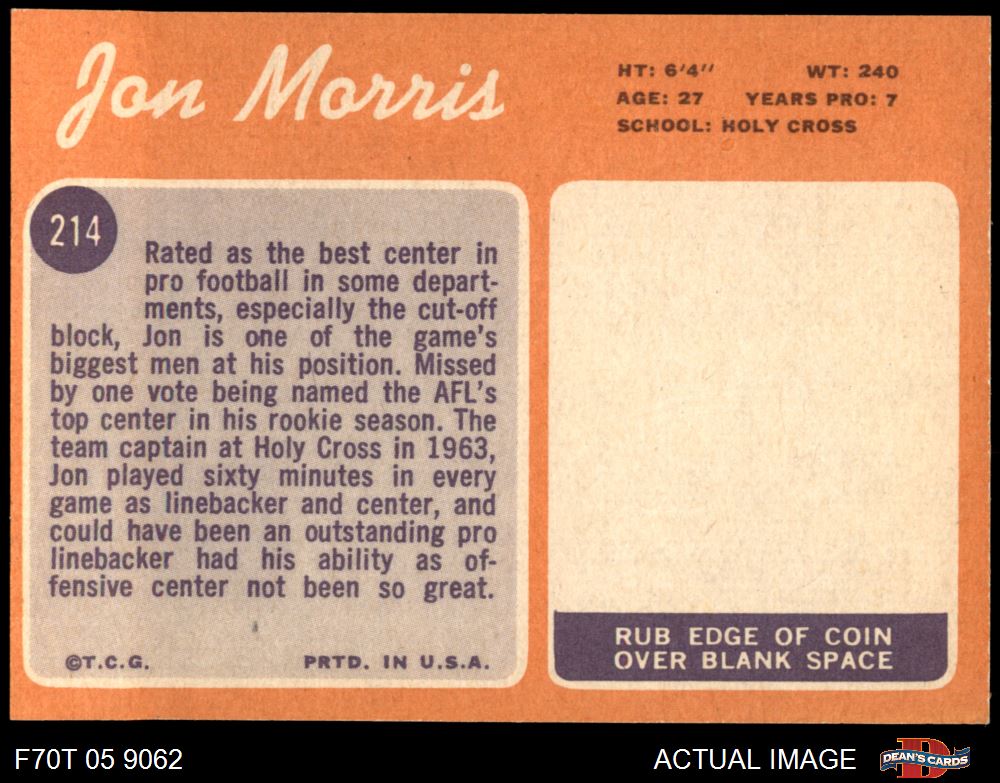 Jon Morris
HT: 6'4'' WT: 240
AGE: 27 YEARS PRO: 7
SCHOOL: HOLY CROSS
214
Rated as the best center in
pro football in some depart-
ments, especially the cut-off
block, Jon is one of the game's
biggest men at his position. Missed
by one vote being named the AFL's
top center in his rookie season. The
team captain at Holy Cross in 1963,
Jon played sixty minutes in every
game as linebacker and center, and
could have been an outstanding pro
linebacker had his ability as of-
fensive center not been so great.
©T.C.G. PRTD. IN U.S.A.
RUB EDGE OF COIN
OVER BLANK SPACE
F70T 05 9062
ACTUAL IMAGE
D
DEAN'S CARDS